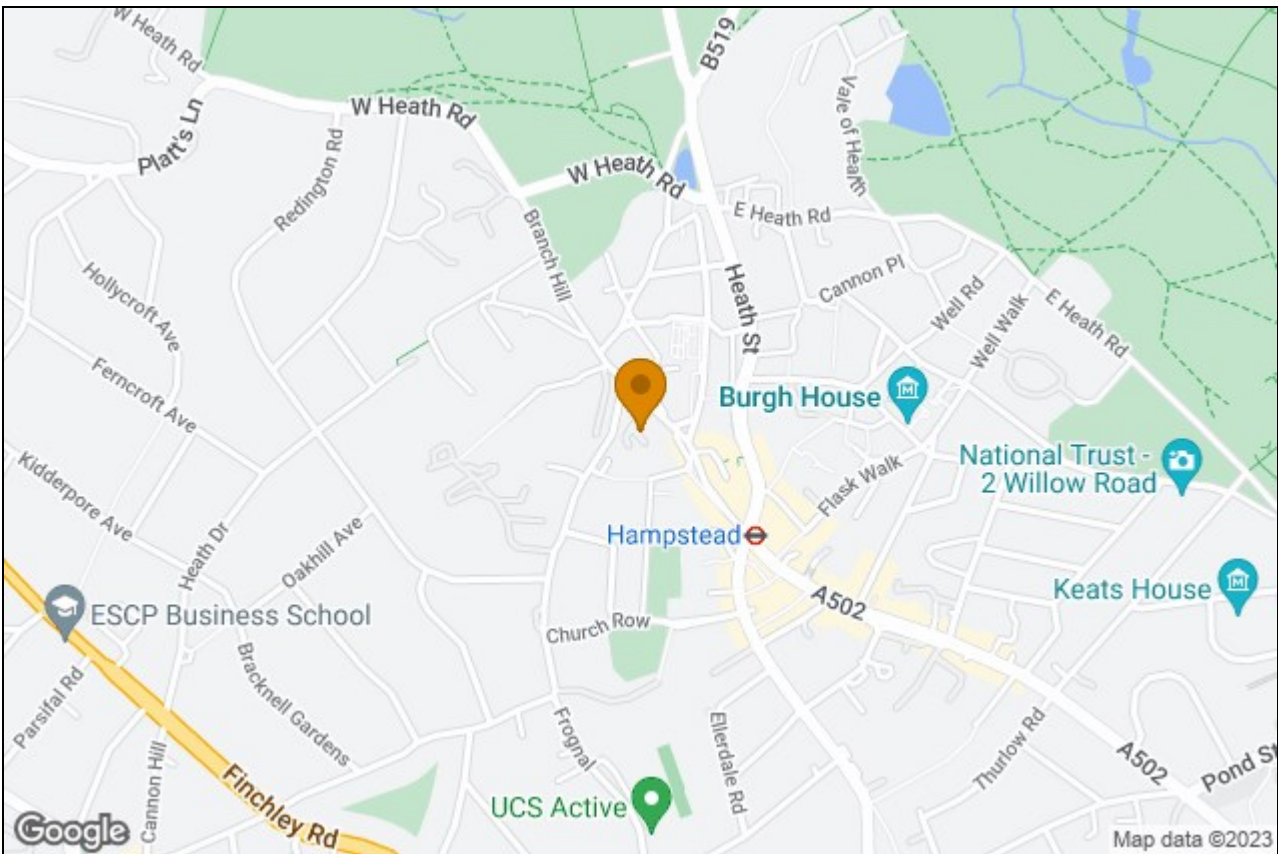 W Heath Rd
B519
Platt's Ln
W Heath Rd
Vale of Health
Redington Rd
W Heath Rd
E Heath Rd
Branch Hill
Hollycroft Ave
Heath St
Cannon Pl
Well Rd
Well Walk
E Heath Rd
Ferncroft Ave
Burgh House
National Trust -
2 Willow Road
Flask Walk
Kidderpore Ave
Hampstead
Heath Dr
Oakhill Ave
ESCP Business School
Keats House
A502
Church Row
Parsifal Rd
Bracknell Gardens
Frognal
Ellerdale Rd
Thurlow Rd
A502
Pond St
Cannon Hill
Finchley Rd
UCS Active
Google
Map data ©2023